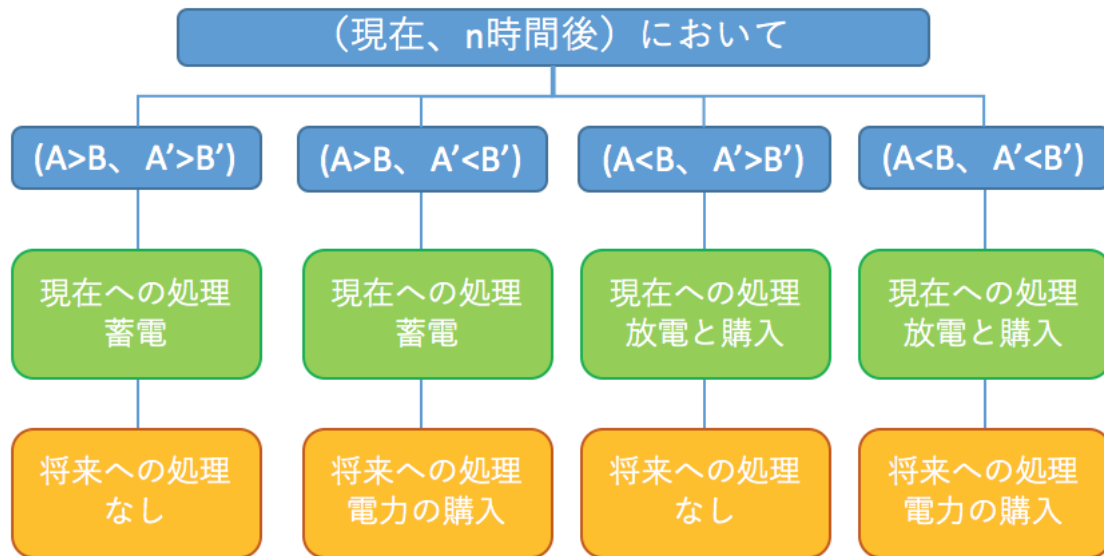 （現在、n時間後）において
(A>B、 A’>B’)
(A>B、 A’<B’)
(A<B、 A’>B’)
(A<B、 A’<B’)
現在への処理
蓄電
現在への処理
蓄電
現在への処理
放電と購入
現在への処理
放電と購入
将来への処理
なし
将来への処理
電力の購入
将来への処理
なし
将来への処理
電力の購入